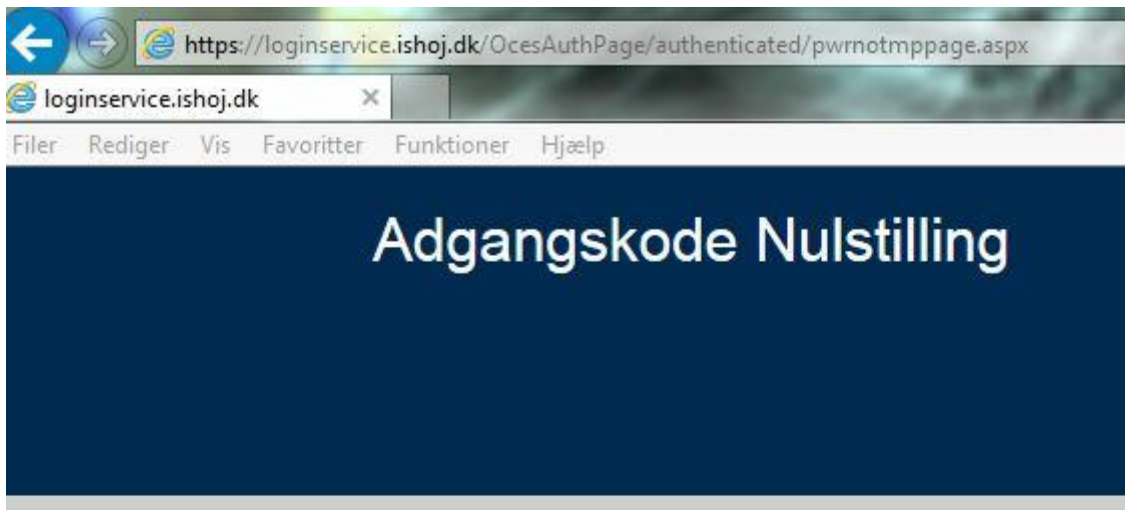 https://loginservice.ishoj.dk/OcesAuthPage/authenticated/pwrnotmppage.aspx
loginservice.ishoj.dk
Filer Rediger Vis Favoritter Funktioner Hjælp
Adgangskode Nulstilling